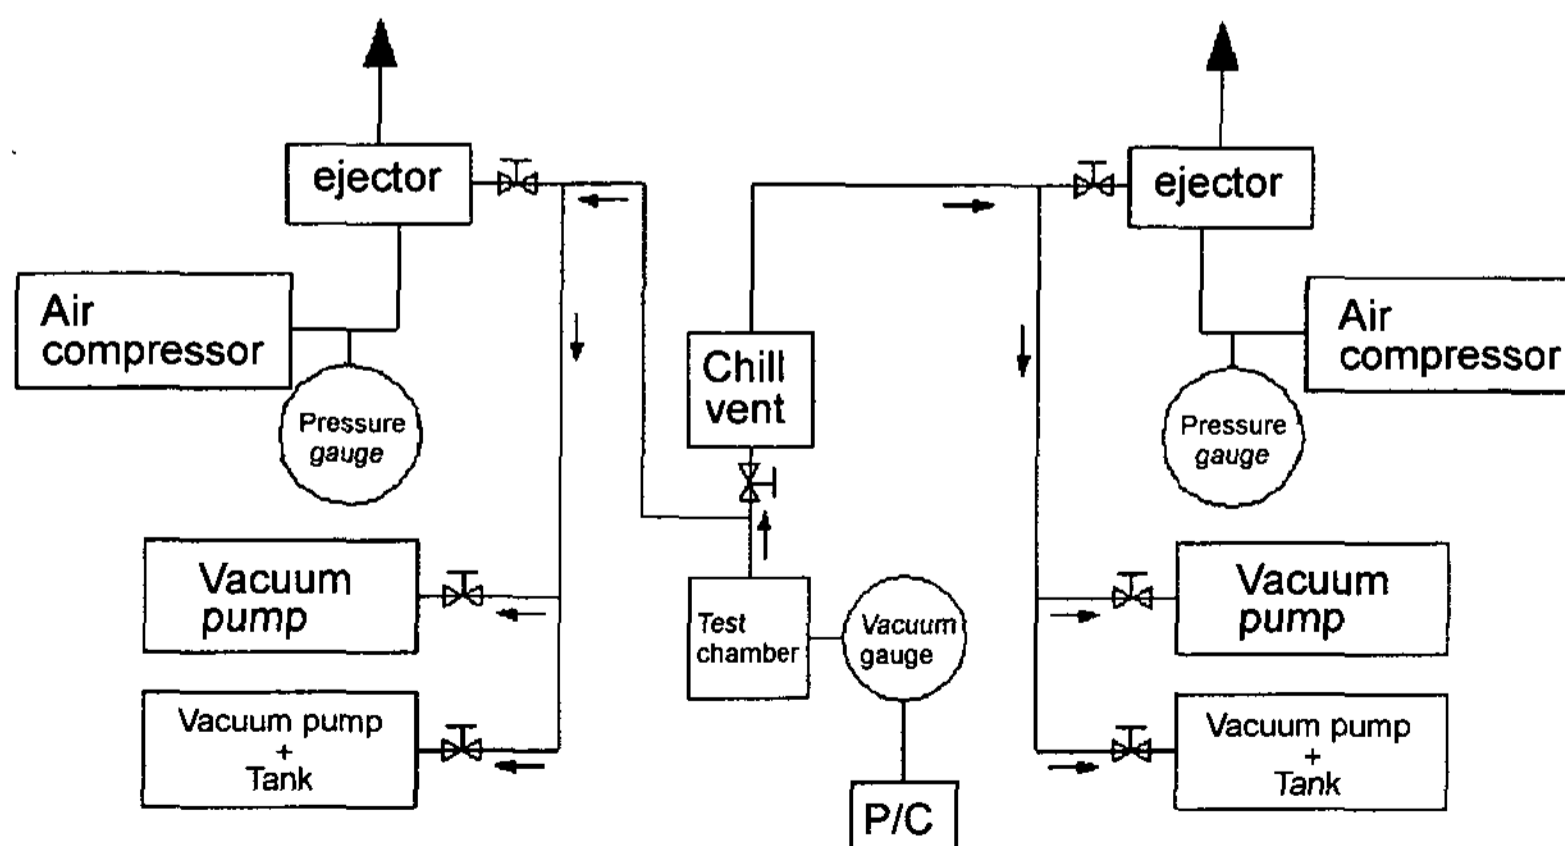 ejector
ejector
Air
compressor
Air
compressor
Pressure
gauge
Chill
vent
Pressure
gauge
Vacuum
pump
Test
chamber
Vacuum
gauge
Vacuum
pump
Vacuum pump
+
Tank
Vacuum pump
+
Tank
P/C